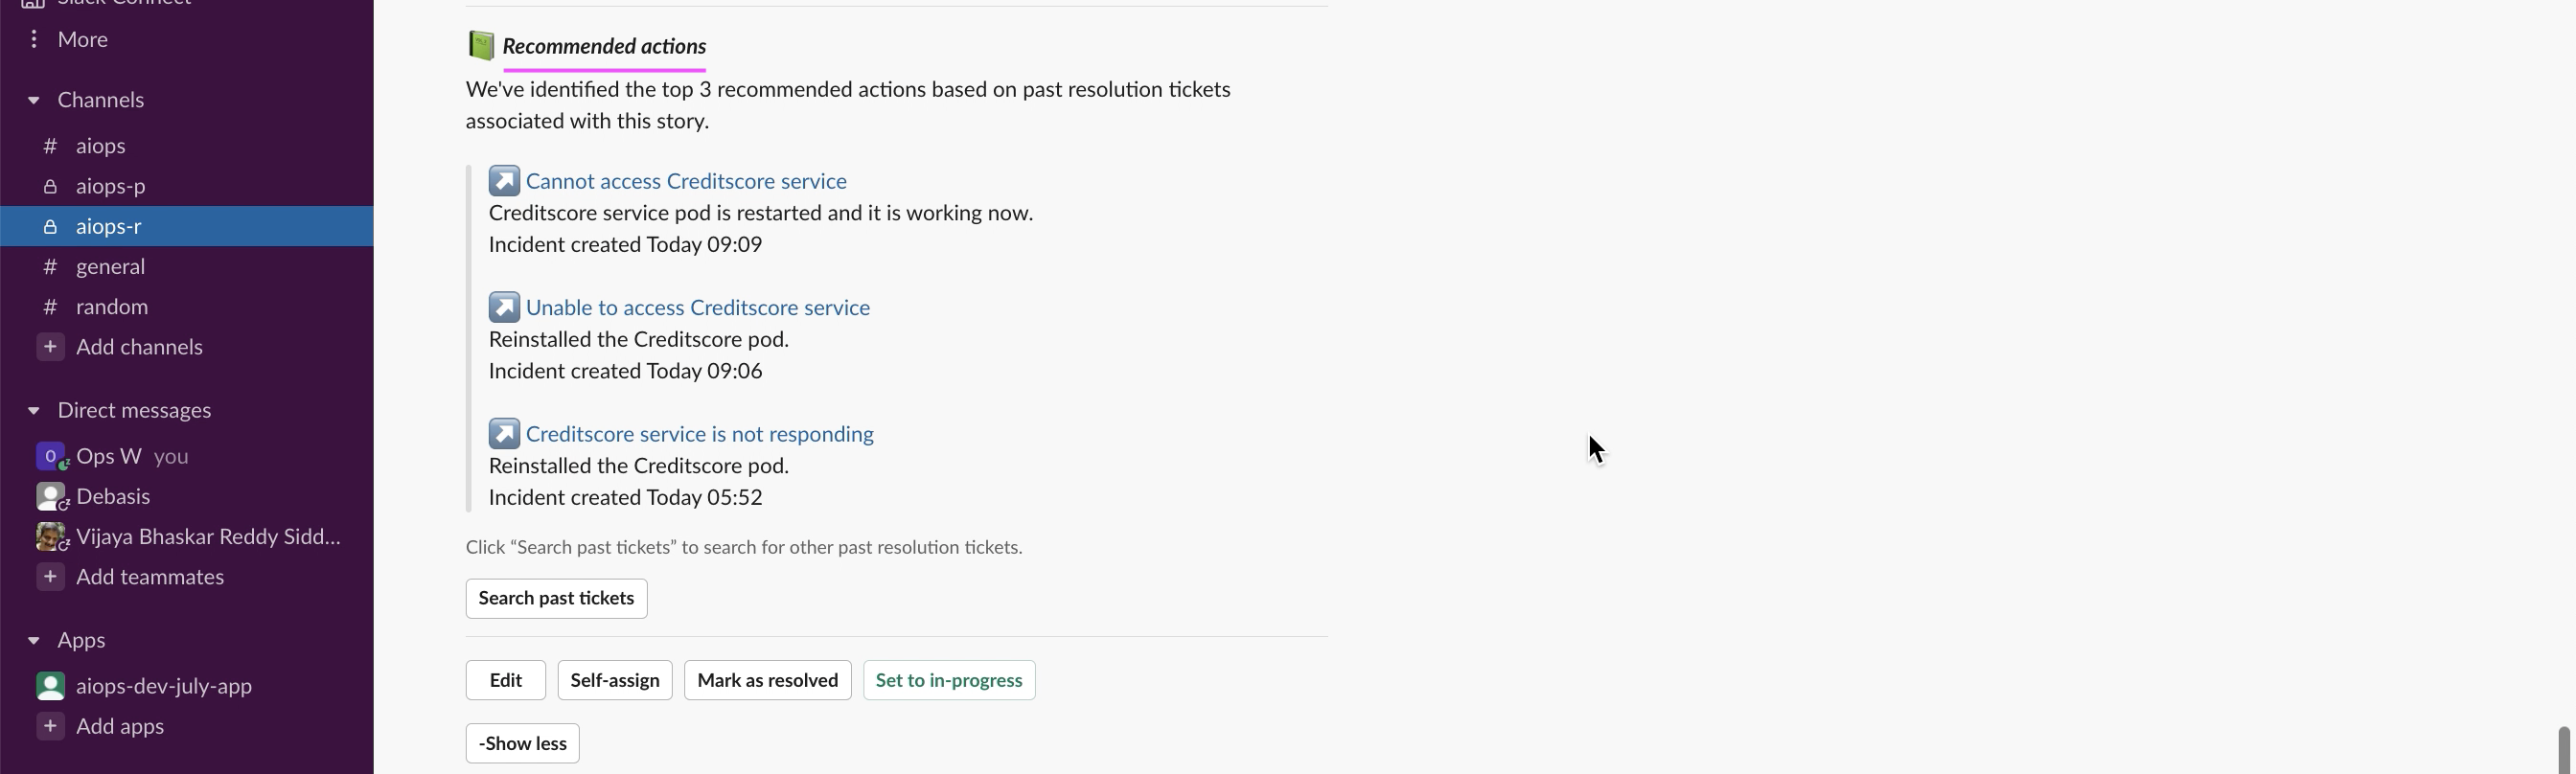 Slack Connect
More
Channels
# aiops
aiops-p
aiops-r
# general
# random
+ Add channels
Direct messages
O Ops W you
Debasis
Vijaya Bhaskar Reddy Sidd...
+ Add teammates
Apps
aiops-dev-july-app
+ Add apps
Recommended actions
We've identified the top 3 recommended actions based on past resolution tickets
associated with this story.
Cannot access Creditscore service
Creditscore service pod is restarted and it is working now.
Incident created Today 09:09
Unable to access Creditscore service
Reinstalled the Creditscore pod.
Incident created Today 09:06
Creditscore service is not responding
Reinstalled the Creditscore pod.
Incident created Today 05:52
Click “Search past tickets” to search for other past resolution tickets.
Search past tickets
Edit Self-assign Mark as resolved Set to in-progress
-Show less